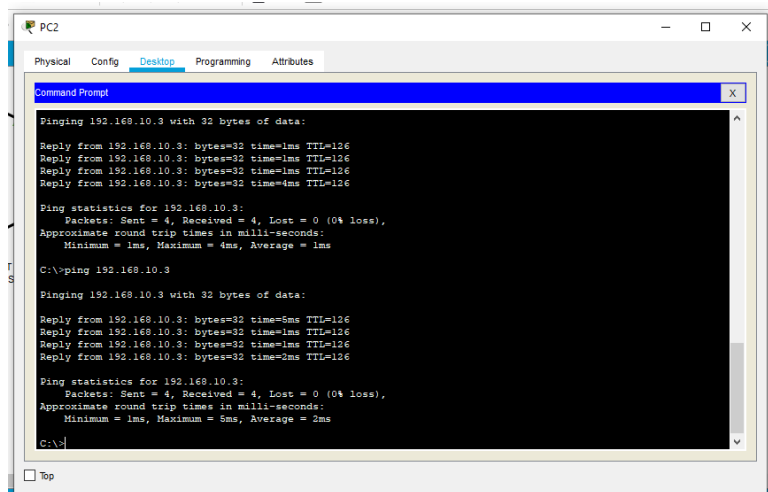 PC2
Physical Config Desktop Programming Attributes
Command Prompt
X
Pinging 192.168.10.3 with 32 bytes of data:
Reply from 192.168.10.3: bytes=32 time=1ms TTL=126
Reply from 192.168.10.3: bytes=32 time=1ms TTL=126
Reply from 192.168.10.3: bytes=32 time=1ms TTL=126
Reply from 192.168.10.3: bytes=32 time=4ms TTL=126
Ping statistics for 192.168.10.3:
Packets: Sent = 4, Received = 4, Lost = 0 (0% loss),
Approximate round trip times in milli-seconds:
Minimum = 1ms, Maximum = 4ms, Average = 1ms
C:\>ping 192.168.10.3
Pinging 192.168.10.3 with 32 bytes of data:
Reply from 192.168.10.3: bytes=32 time=5ms TTL=126
Reply from 192.168.10.3: bytes=32 time=1ms TTL=126
Reply from 192.168.10.3: bytes=32 time=1ms TTL=126
Reply from 192.168.10.3: bytes=32 time=2ms TTL=126
Ping statistics for 192.168.10.3:
Packets: Sent = 4, Received = 4, Lost = 0 (0% loss),
Approximate round trip times in milli-seconds:
Minimum = 1ms, Maximum = 5ms, Average = 2ms
C:\>
Top